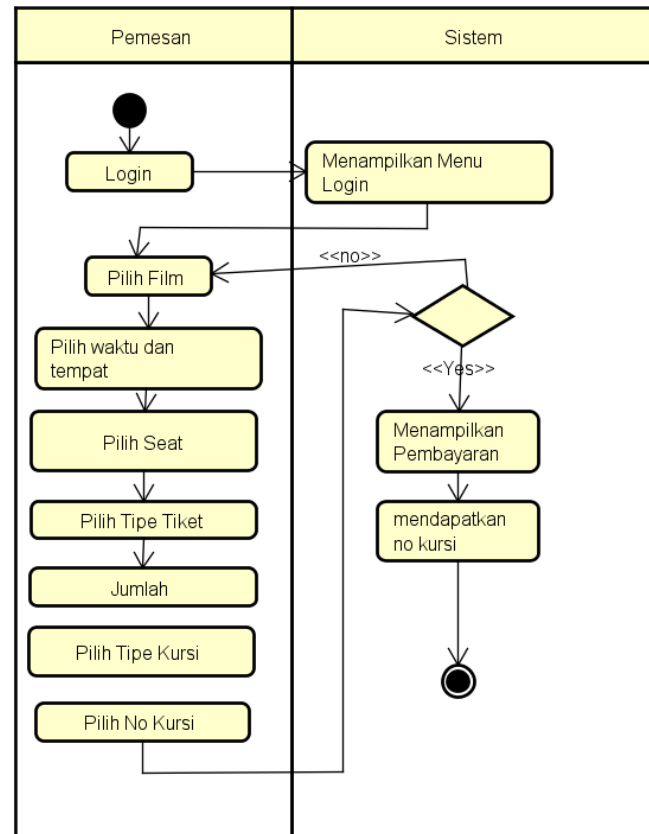 Pemesan
Sistem
Login
Menampilkan Menu
Login
Pilih Film
<<no>>
Pilih waktu dan
tempat
<<Yes>>
Pilih Seat
Menampilkan
Pembayaran
Pilih Tipe Tiket
mendapatkan
no kursi
Jumlah
Pilih Tipe Kursi
Pilih No Kursi